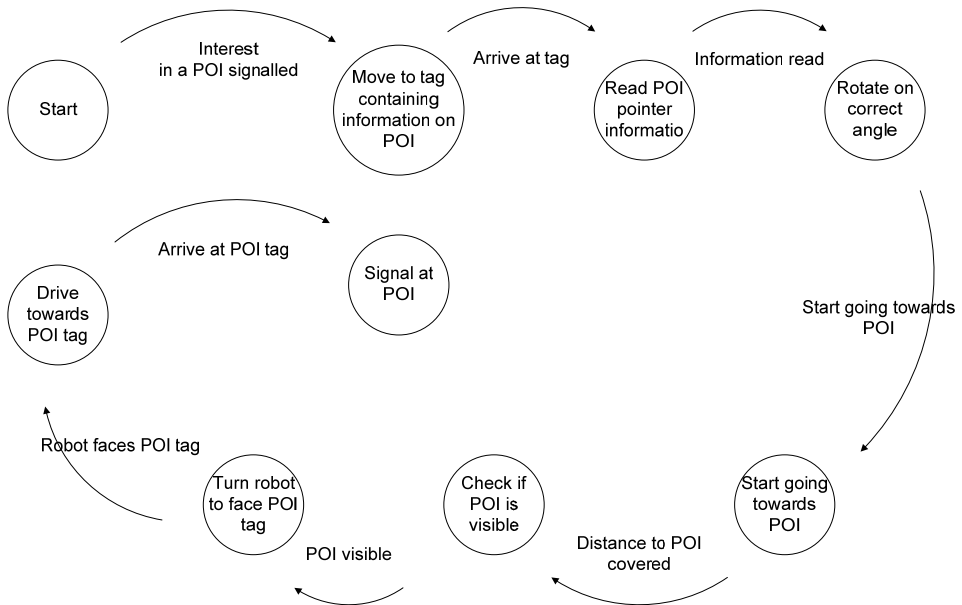 Start
Interest
in a POI signalled
Move to tag
containing
information on
POI
Arrive at tag
Read POI
pointer
informatio
Information read
Rotate on
correct
angle
Start going towards
POI
Start going
towards
POI
Distance to POI
covered
Check if
POI is
visible
POI visible
Turn robot
to face POI
tag
Robot faces POI tag
Drive
towards
POI tag
Arrive at POI tag
Signal at
POI